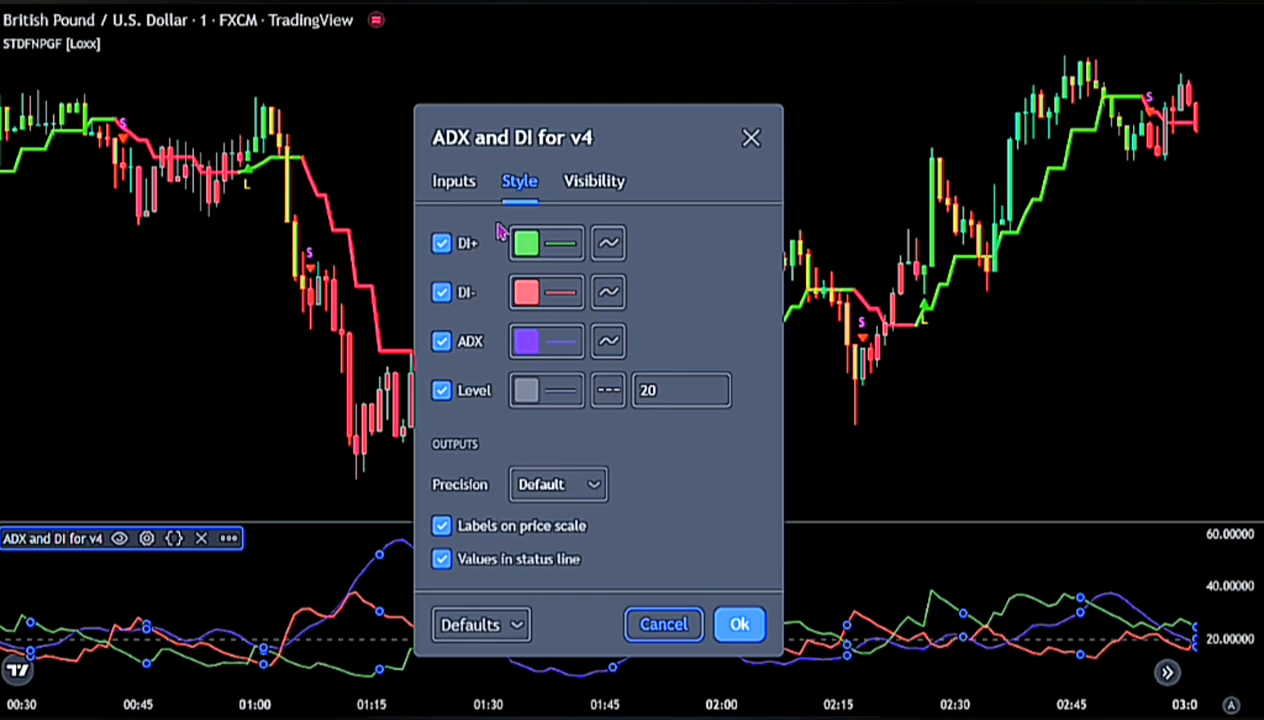 British Pound / U.S. Dollar · 1 · FXCM · TradingView
STDFNPGF [Loxx]
S
S
L
S
L
S
ADX and DI for v4
Inputs Style Visibility
DI+
DI-
ADX
Level 20
OUTPUTS
Precision Default
Labels on price scale
Values in status line
Defaults Cancel Ok
ADX and DI for v4
60.00000
40.00000
20.00000
00:30 00:45 01:00 01:15 01:30 01:45 02:00 02:15 02:30 02:45 03:0
A